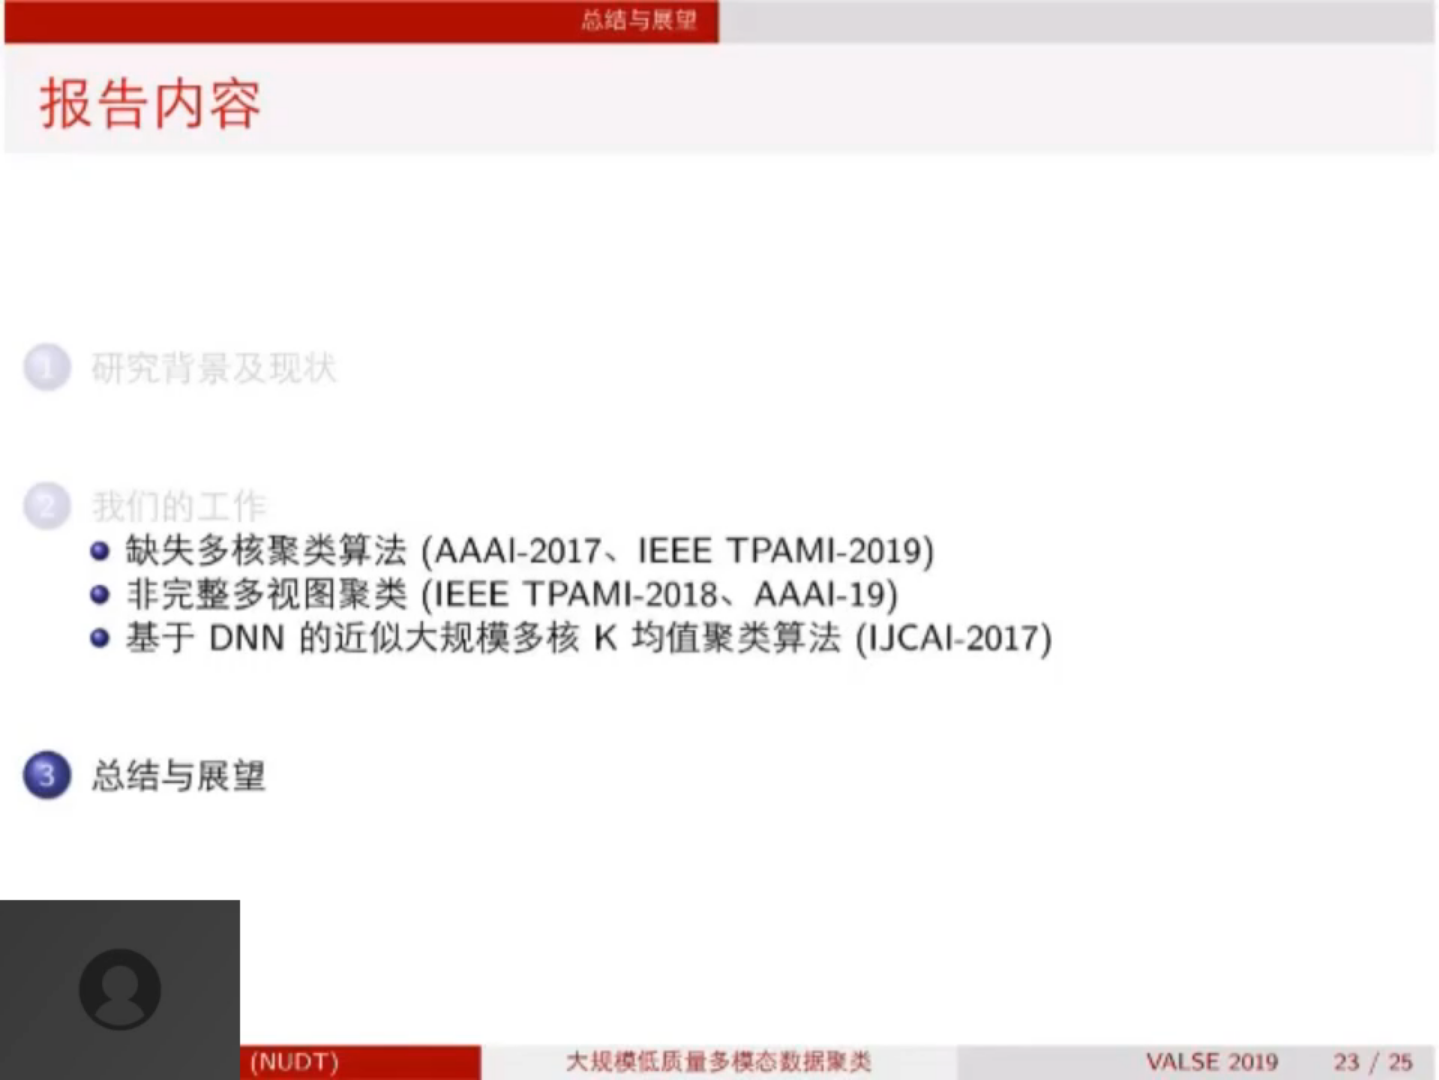 总结与展望
报告内容
1 研究背景及现状
2 我们的工作
缺失多核聚类算法 (AAAI-2017、IEEE TPAMI-2019)
非完整多视图聚类 (IEEE TPAMI-2018、AAAI-19)
基于 DNN 的近似大规模多核 K 均值聚类算法 (IJCAI-2017)
3 总结与展望
(NUDT) 大规模低质量多模态数据聚类 VALSE 2019 23 / 25